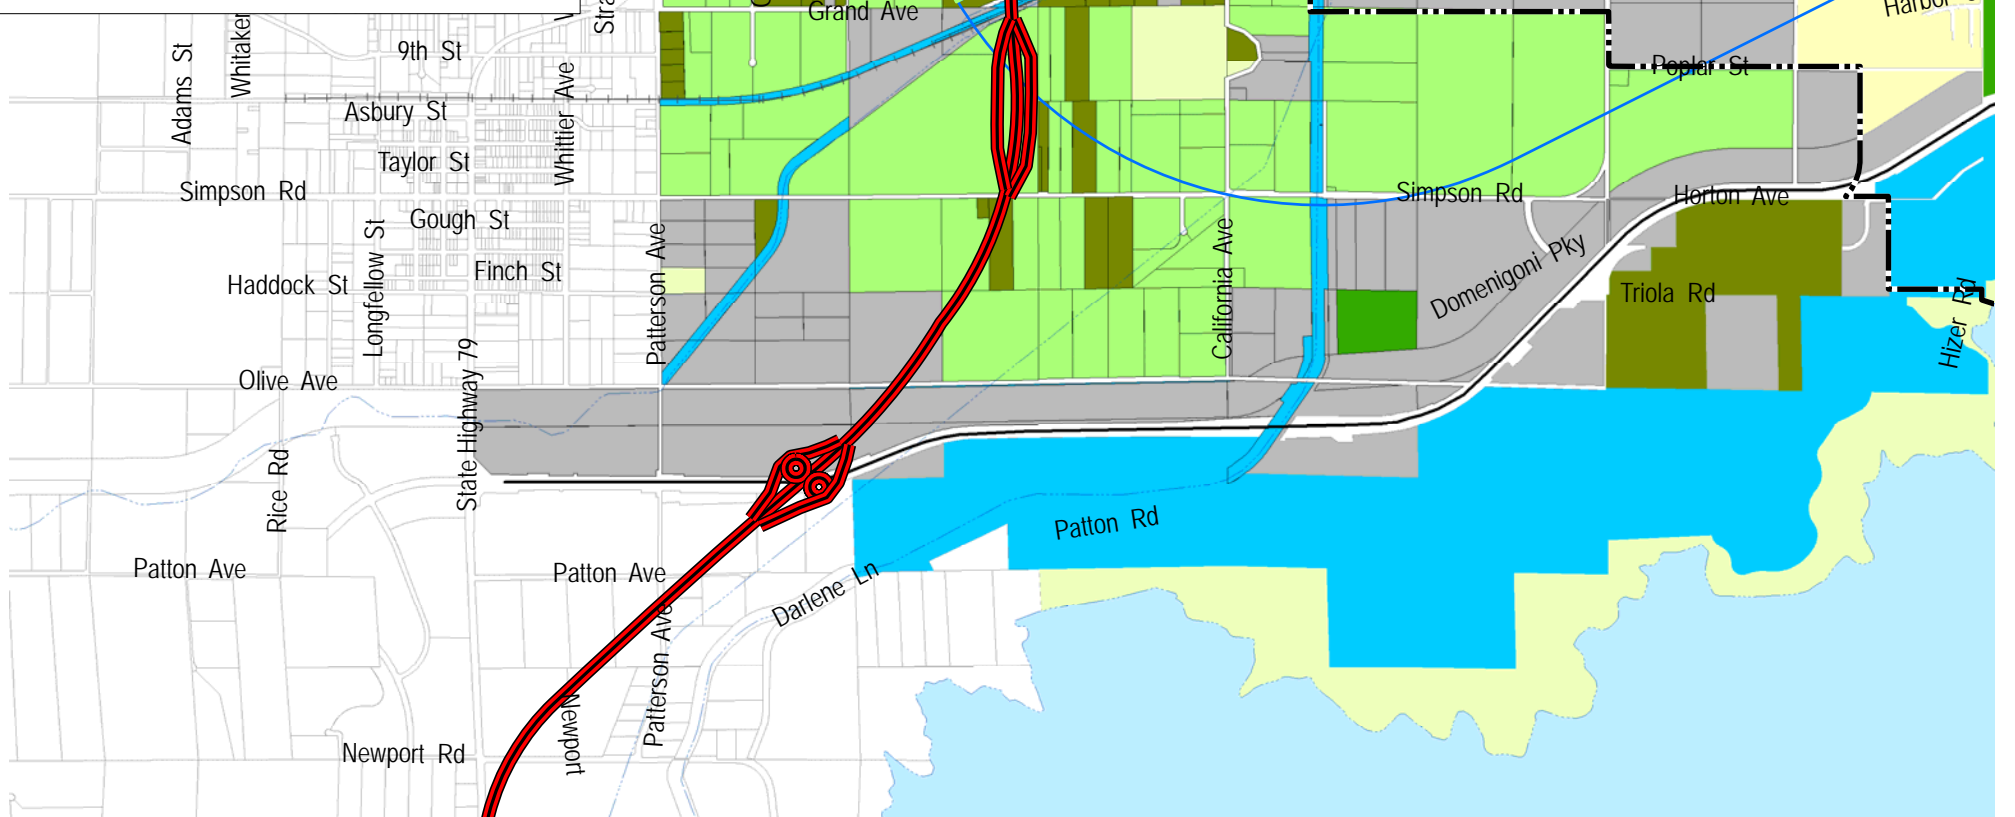 Grand Ave
Harbor
9th St
Adams St
Whitaker
Poplar St
Asbury St
Whittier Ave
Taylor St
Simpson Rd
Simpson Rd
Horton Ave
Gough St
Longfellow St
Patterson Ave
California Ave
Domenigoni Pky
Finch St
Haddock St
Triola Rd
Hizer Rd
Olive Ave
State Highway 79
Rice Rd
Patton Rd
Patton Ave
Patton Ave
Darlene Ln
Patterson Ave
Newport
Newport Rd